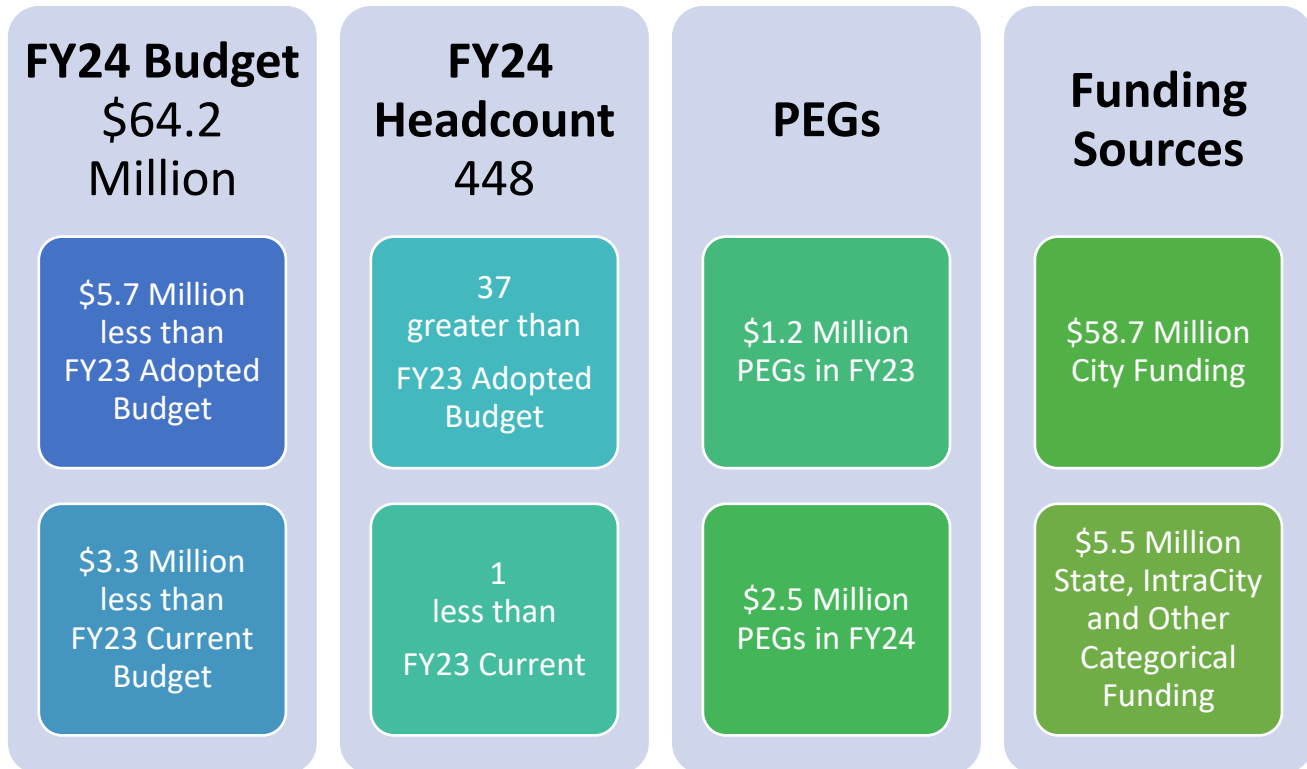 FY24 Budget
$64.2
Million
$5.7 Million
less than
FY23 Adopted
Budget
$3.3 Million
less than
FY23 Current
Budget
FY24
Headcount
448
37
greater than
FY23 Adopted
Budget
1
less than
FY23 Current
PEGs
$1.2 Million
PEGs in FY23
$2.5 Million
PEGs in FY24
Funding
Sources
$58.7 Million
City Funding
$5.5 Million
State, IntraCity
and Other
Categorical
Funding